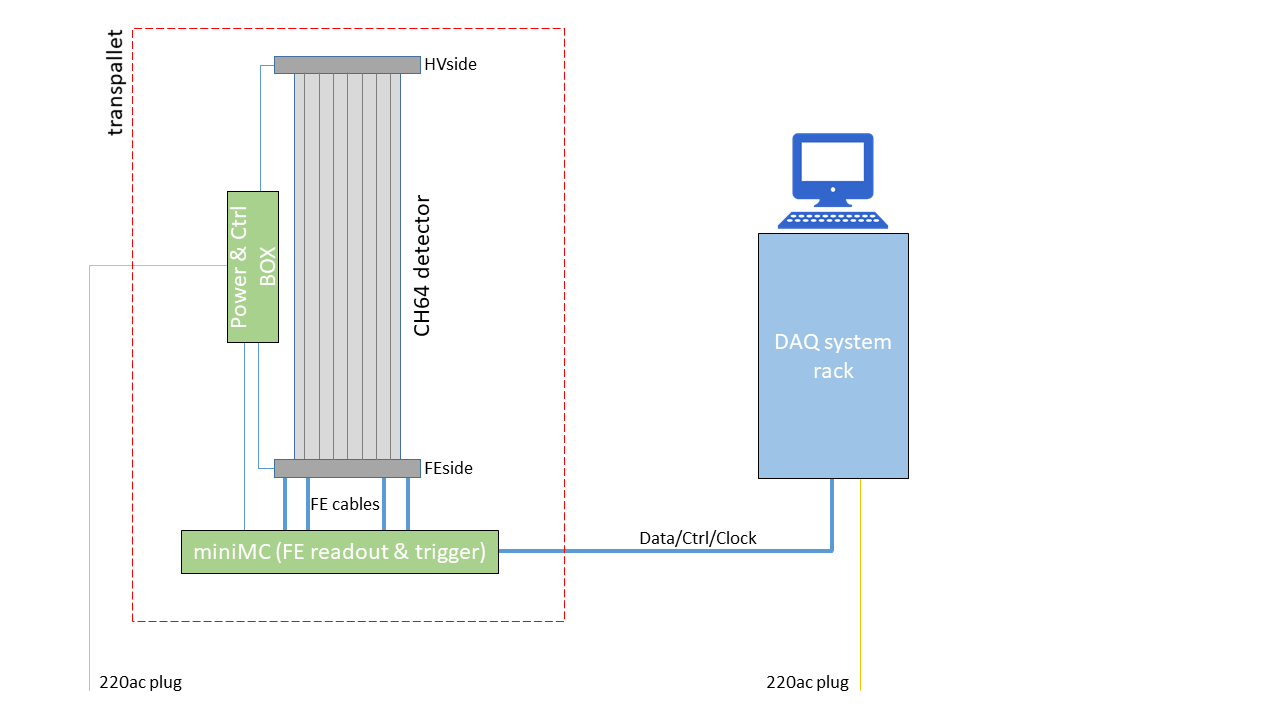 transpallet
HVside
Power & Ctrl
BOX
CH64 detector
DAQ system
rack
FEside
FE cables
miniMC (FE readout & trigger)
Data/Ctrl/Clock
220ac plug
220ac plug